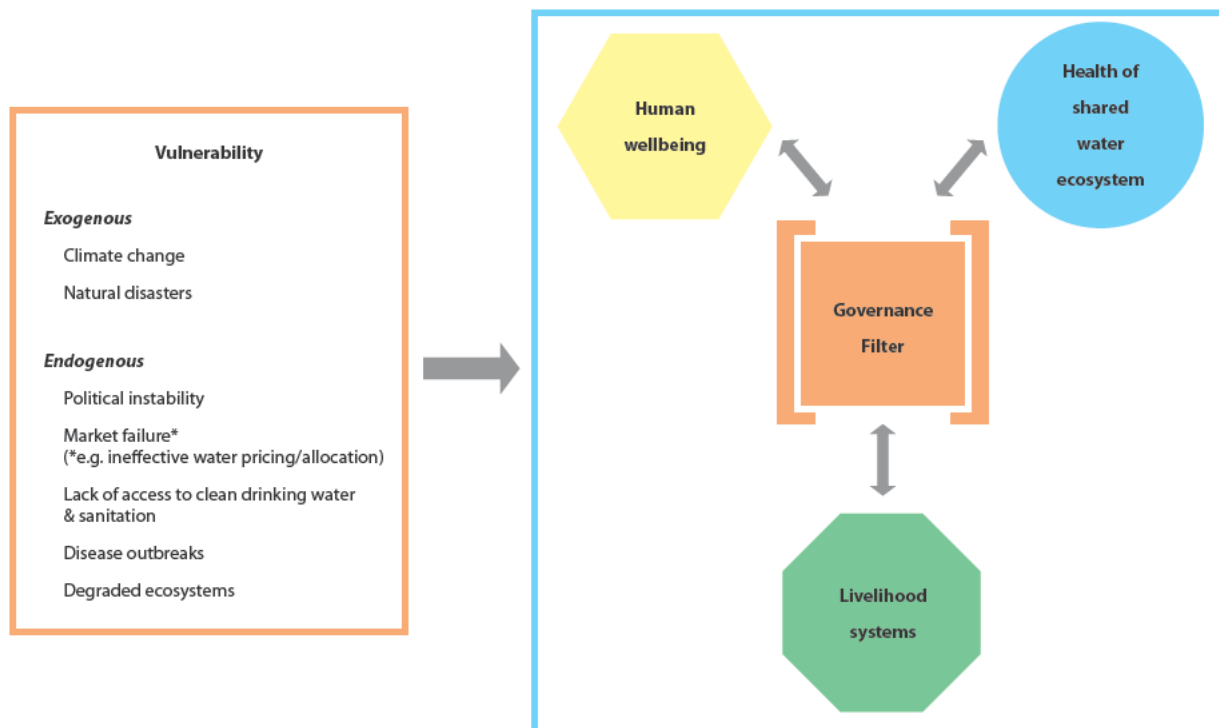 Vulnerability
Exogenous
Climate change
Natural disasters
Endogenous
Political instability
Market failure*
(*e.g. ineffective water pricing/allocation)
Lack of access to clean drinking water
& sanitation
Disease outbreaks
Degraded ecosystems
Human
wellbeing
Health of
shared
water
ecosystem
Governance
Filter
Livelihood
systems